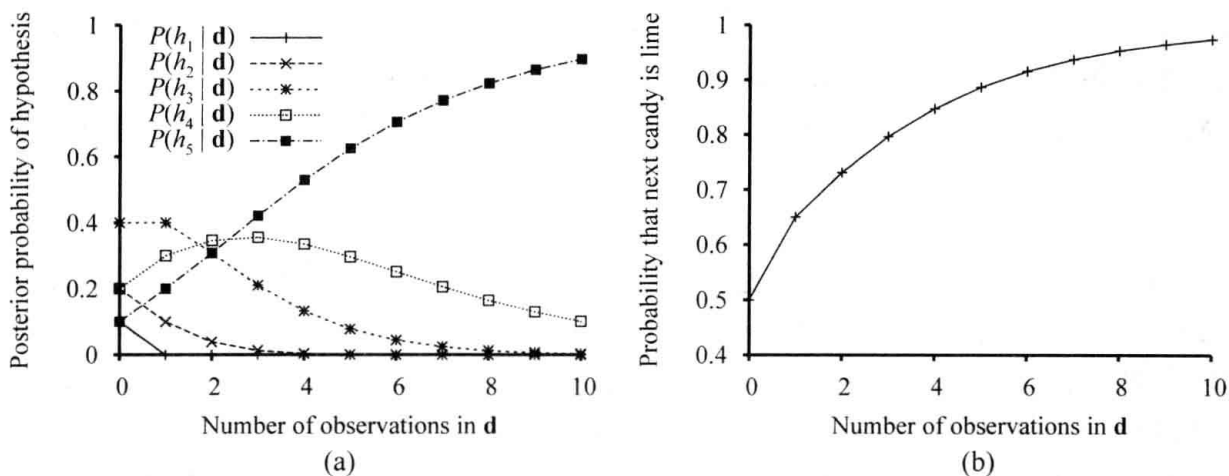 Posterior probability of hypothesis
1
0.8
0.6
0.4
0.2
0
P(h₁ | d)
P(h₂ | d)
P(h₃ | d)
P(h₄ | d)
P(h₅ | d)
0 2 4 6 8 10
Number of observations in d
(a)
Probability that next candy is lime
1
0.9
0.8
0.7
0.6
0.5
0.4
0 2 4 6 8 10
Number of observations in d
(b)